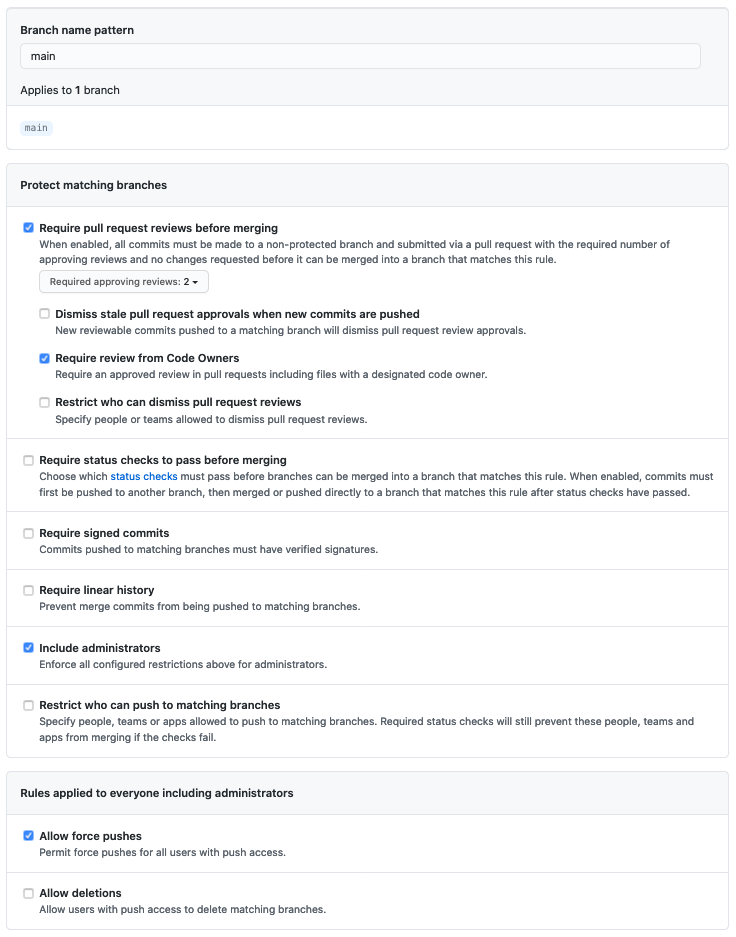 Branch name pattern
main
Applies to 1 branch
main
Protect matching branches
Require pull request reviews before merging
When enabled, all commits must be made to a non-protected branch and submitted via a pull request with the required number of
approving reviews and no changes requested before it can be merged into a branch that matches this rule.
Required approving reviews: 2
Dismiss stale pull request approvals when new commits are pushed
New reviewable commits pushed to a matching branch will dismiss pull request review approvals.
Require review from Code Owners
Require an approved review in pull requests including files with a designated code owner.
Restrict who can dismiss pull request reviews
Specify people or teams allowed to dismiss pull request reviews.
Require status checks to pass before merging
Choose which status checks must pass before branches can be merged into a branch that matches this rule. When enabled, commits must
first be pushed to another branch, then merged or pushed directly to a branch that matches this rule after status checks have passed.
Require signed commits
Commits pushed to matching branches must have verified signatures.
Require linear history
Prevent merge commits from being pushed to matching branches.
Include administrators
Enforce all configured restrictions above for administrators.
Restrict who can push to matching branches
Specify people, teams or apps allowed to push to matching branches. Required status checks will still prevent these people, teams and
apps from merging if the checks fail.
Rules applied to everyone including administrators
Allow force pushes
Permit force pushes for all users with push access.
Allow deletions
Allow users with push access to delete matching branches.